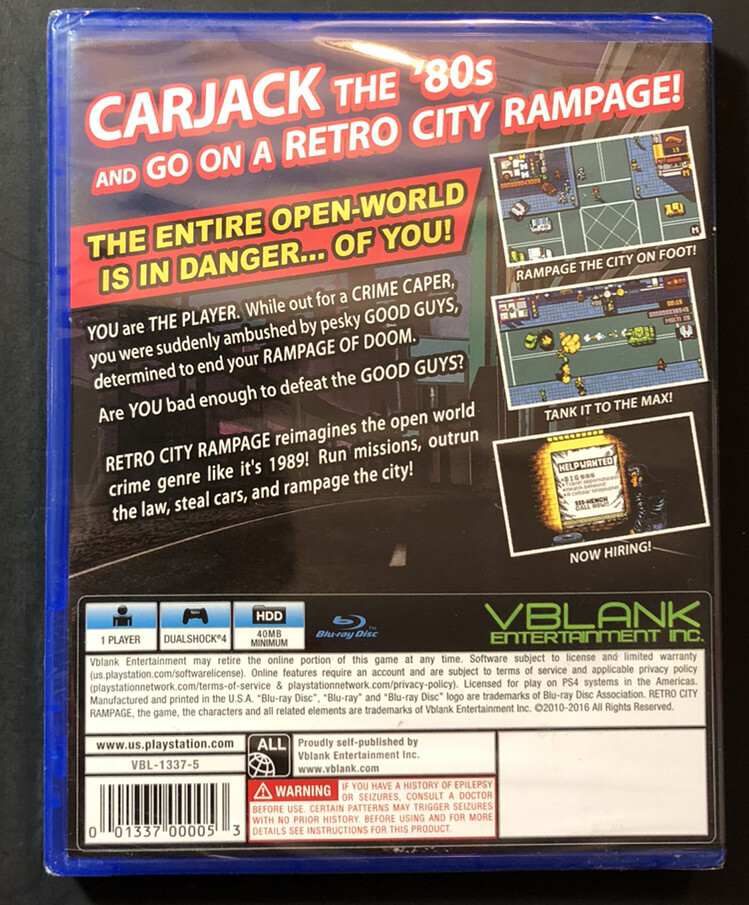 CARJACK THE '80s
AND GO ON A RETRO CITY RAMPAGE!
THE ENTIRE OPEN-WORLD
IS IN DANGER... OF YOU!
YOU are THE PLAYER. While out for a CRIME CAPER,
you were suddenly ambushed by pesky GOOD GUYS,
determined to end your RAMPAGE OF DOOM.
Are YOU bad enough to defeat the GOOD GUYS?
RETRO CITY RAMPAGE reimagines the open world
crime genre like it's 1989! Run missions, outrun
the law, steal cars, and rampage the city!
RAMPAGE THE CITY ON FOOT!
TANK IT TO THE MAX!
HELP WANTED
555-HENCH
CALL NOW!!
NOW HIRING!
1 PLAYER
DUALSHOCK®4
HDD
40MB
MINIMUM
Blu-ray Disc™
VBLANK
ENTERTAINMENT INC.
Vblank Entertainment may retire the online portion of this game at any time. Software subject to license and limited warranty
(us.playstation.com/softwarelicense). Online features require an account and are subject to terms of service and applicable privacy policy
(playstationnetwork.com/terms-of-service & playstationnetwork.com/privacy-policy). Licensed for play on PS4 systems in the Americas.
Manufactured and printed in the U.S.A. "Blu-ray Disc", "Blu-ray" and "Blu-ray Disc" logo are trademarks of Blu-ray Disc Association. RETRO CITY
RAMPAGE, the game, the characters and all related elements are trademarks of Vblank Entertainment Inc. ©2010-2016 All Rights Reserved.
www.us.playstation.com
VBL-1337-5
0 01337 00005 3
ALL
Proudly self-published by
Vblank Entertainment Inc.
www.vblank.com
WARNING IF YOU HAVE A HISTORY OF EPILEPSY
OR SEIZURES, CONSULT A DOCTOR
BEFORE USE. CERTAIN PATTERNS MAY TRIGGER SEIZURES
WITH NO PRIOR HISTORY. BEFORE USING AND FOR MORE
DETAILS SEE INSTRUCTIONS FOR THIS PRODUCT.